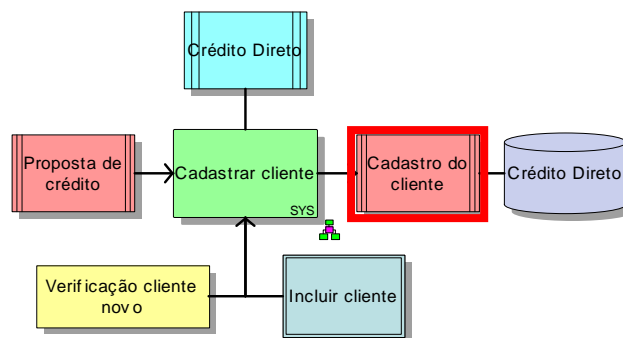 Crédito Direto
Proposta de
crédito
Cadastrar cliente
SYS
Cadastro do
cliente
Crédito Direto
Verificação cliente
novo
Incluir cliente